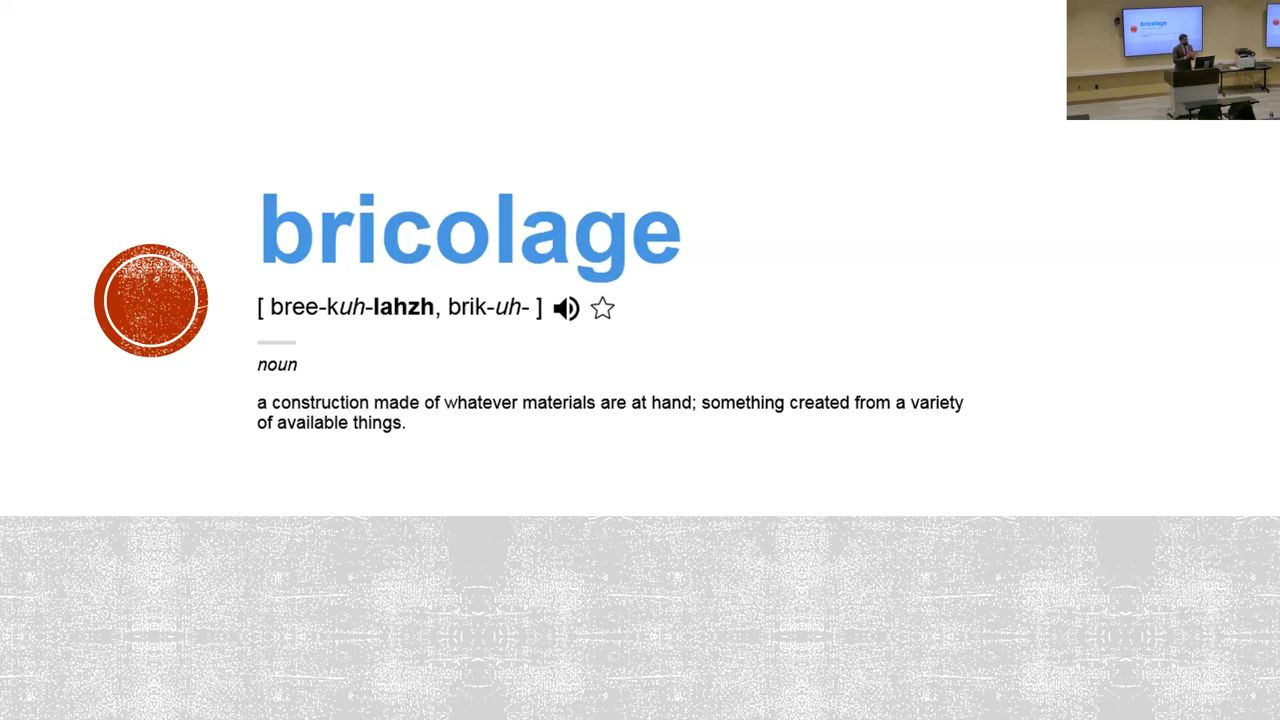 bricolage
[ bree-kuh-lahzh, brik-uh- ]
noun
a construction made of whatever materials are at hand; something created from a variety
of available things.
bricolage